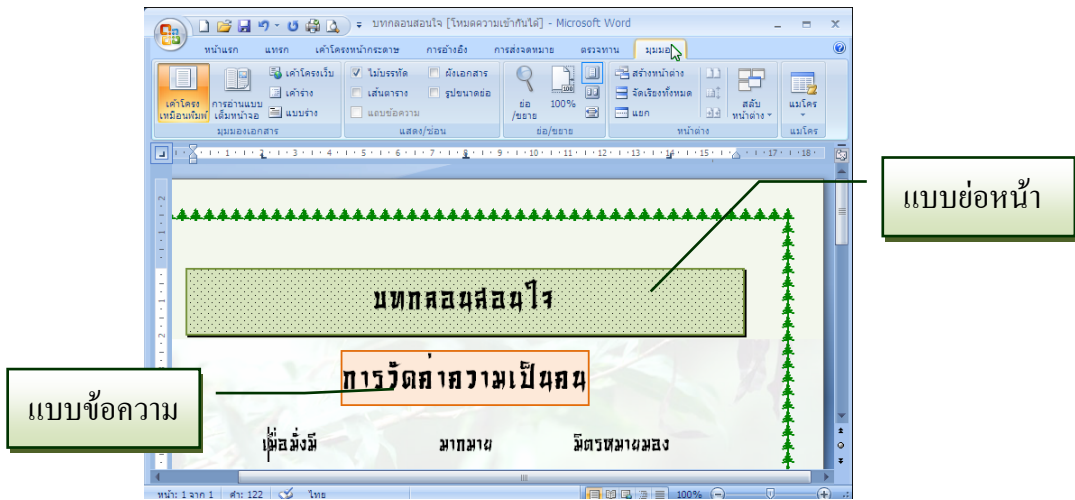 บทกลอนสอนใจ [โหมดความเข้ากันได้] - Microsoft Word
หน้าแรก แทรก เค้าโครงหน้ากระดาษ การอ้างอิง การส่งจดหมาย ตรวจทาน มุมมอง
เค้าโครงเหมือนพิมพ์
การอ่านแบบเต็มหน้าจอ
เค้าโครงเว็บ
เค้าร่าง
แบบร่าง
มุมมองเอกสาร
ไม้บรรทัด
เส้นตาราง
แถบข้อความ
ผังเอกสาร
รูปขนาดย่อ
แสดง/ซ่อน
ย่อ/ขยาย
100%
ย่อ/ขยาย
สร้างหน้าต่าง
จัดเรียงทั้งหมด
แยก
สลับหน้าต่าง
หน้าต่าง
แมโคร
แมโคร
1 2 3 4 5 6 7 8 9 10 11 12 13 14 15 17 18
แบบย่อหน้า
บทกลอนสอนใจ
การวัดค่าความเป็นคน
แบบข้อความ
เมื่อมั่งมี มากมาย มิตรหมายมอง
หน้า: 1 จาก 1 คำ: 122 ไทย 100%